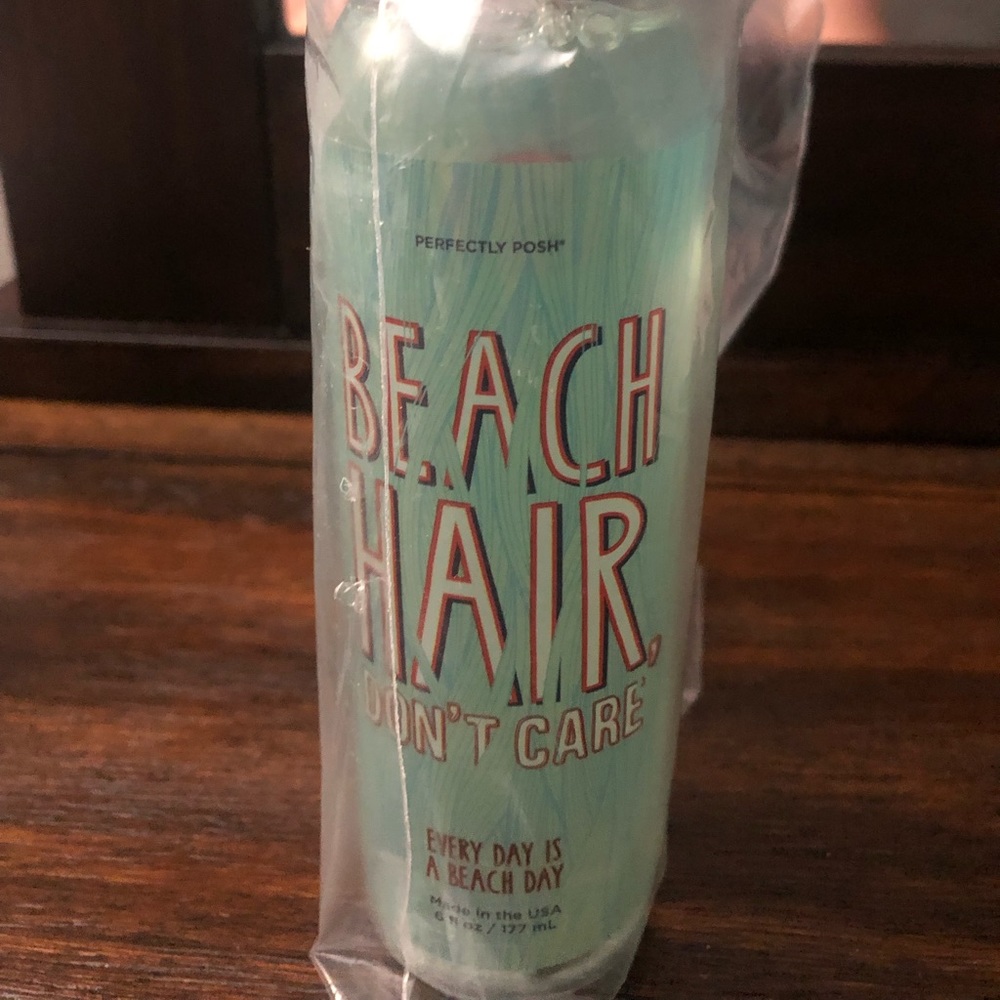 PERFECTLY POSH®
BEACH
HAIR,
DON'T CARE
EVERY DAY IS
A BEACH DAY
Made in the USA
6 fl oz / 177 mL